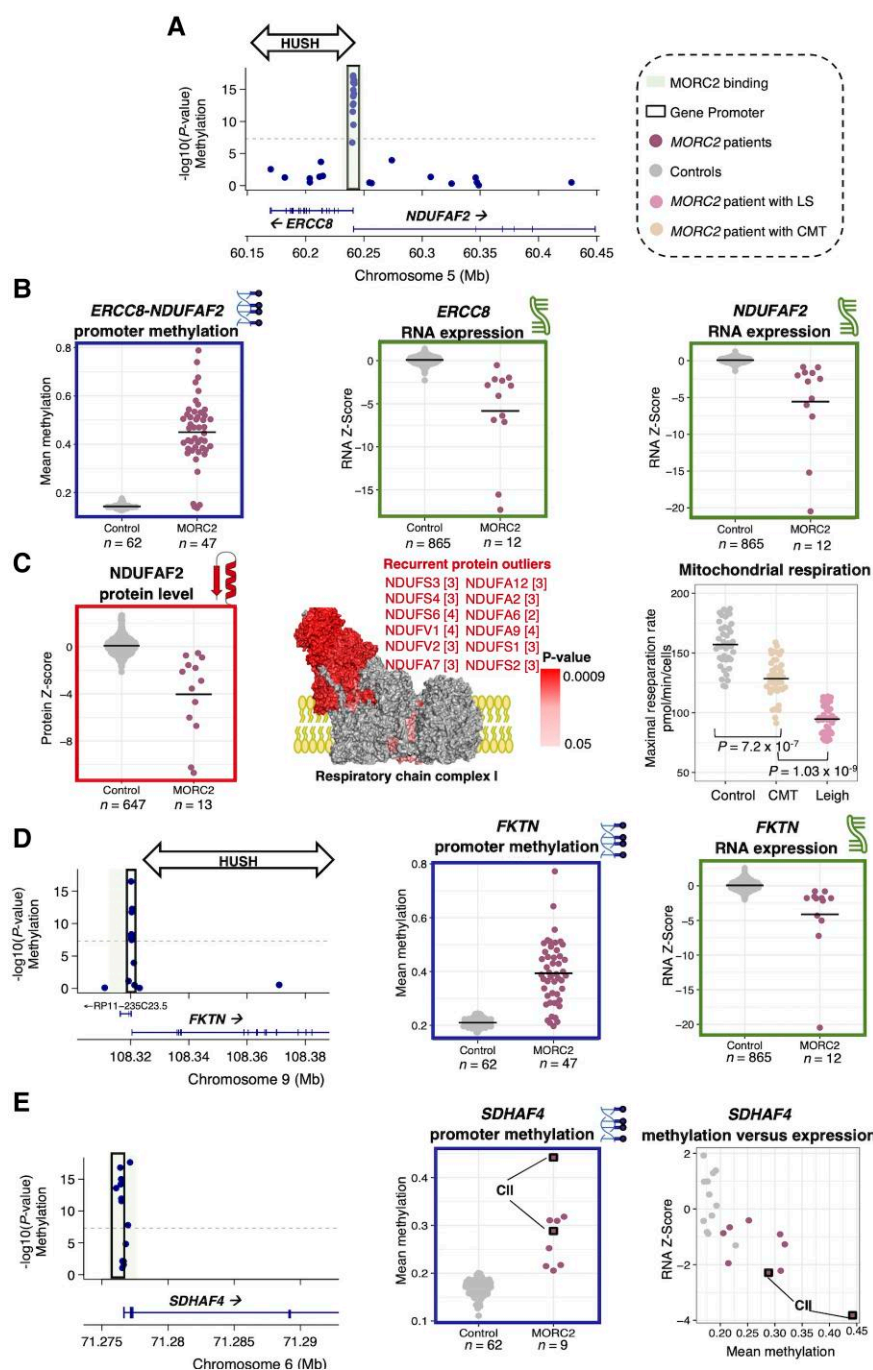 A
HUSH
-log10(P-value)
Methylation
15
10
5
0
← ERCC8
NDUFAF2 →
60.15
60.2
60.25
60.3
60.35
60.4
60.45
Chromosome 5 (Mb)
MORC2 binding
Gene Promoter
MORC2 patients
Controls
MORC2 patient with LS
MORC2 patient with CMT
B
ERCC8-NDUFAF2
promoter methylation
Mean methylation
0.8
0.6
0.4
0.2
Control
n = 62
MORC2
n = 47
ERCC8
RNA expression
RNA Z-Score
0
−5
−10
−15
Control
n = 865
MORC2
n = 12
NDUFAF2
RNA expression
RNA Z-Score
0
−5
−10
−15
−20
Control
n = 865
MORC2
n = 12
C
NDUFAF2
protein level
Protein Z-score
0
−4
−8
Control
n = 647
MORC2
n = 13
Recurrent protein outliers
NDUFS3 [3] NDUFA12 [3]
NDUFS4 [3] NDUFA2 [3]
NDUFS6 [4] NDUFA6 [2]
NDUFV1 [4] NDUFA9 [4]
NDUFV2 [3] NDUFS1 [3]
NDUFA7 [3] NDUFS2 [3]
P-value
0.0009
0.05
Respiratory chain complex I
Mitochondrial respiration
Maximal reseparation rate
pmol/min/cells
200
150
100
50
P = 7.2 x 10-7
P = 1.03 x 10-9
Control
CMT
Leigh
D
HUSH
-log10(P-value)
Methylation
15
10
5
0
←RP11−235C23.5
FKTN →
108.32
108.34
108.36
108.38
Chromosome 9 (Mb)
FKTN
promoter methylation
Mean methylation
0.8
0.6
0.4
0.2
Control
n = 62
MORC2
n = 47
FKTN
RNA expression
RNA Z-Score
0
−5
−10
−15
−20
Control
n = 865
MORC2
n = 12
E
-log10(P-value)
Methylation
15
10
5
0
SDHAF4 →
71.275
71.28
71.285
71.29
Chromosome 6 (Mb)
SDHAF4
promoter methylation
Mean methylation
0.4
0.3
0.2
0.1
CII
Control
n = 62
MORC2
n = 9
SDHAF4
methylation versus expression
RNA Z-Score
2
0
−2
−4
CII
0.20
0.25
0.30
0.35
0.40
0.45
Mean methylation